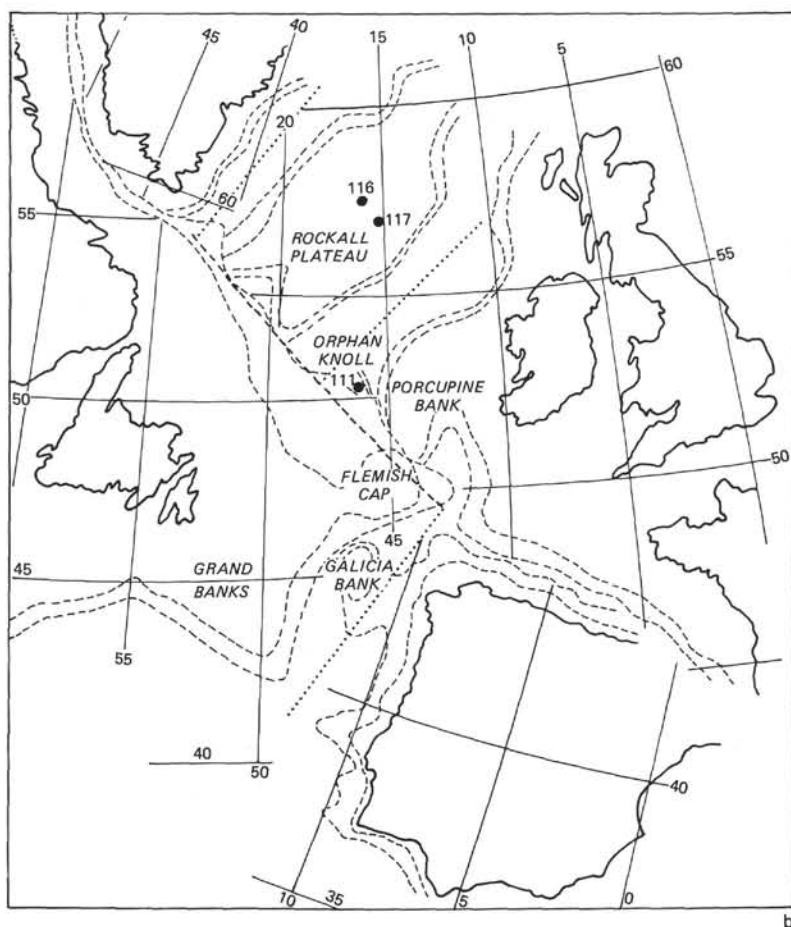 45
40
15
10
5
60
20
116
117
60
55
ROCKALL
PLATEAU
55
ORPHAN
KNOLL
111
PORCUPINE
BANK
50
50
FLEMISH
CAP
45
45
GRAND
BANKS
GALICIA
BANK
55
40
50
40
10
35
5
0
b